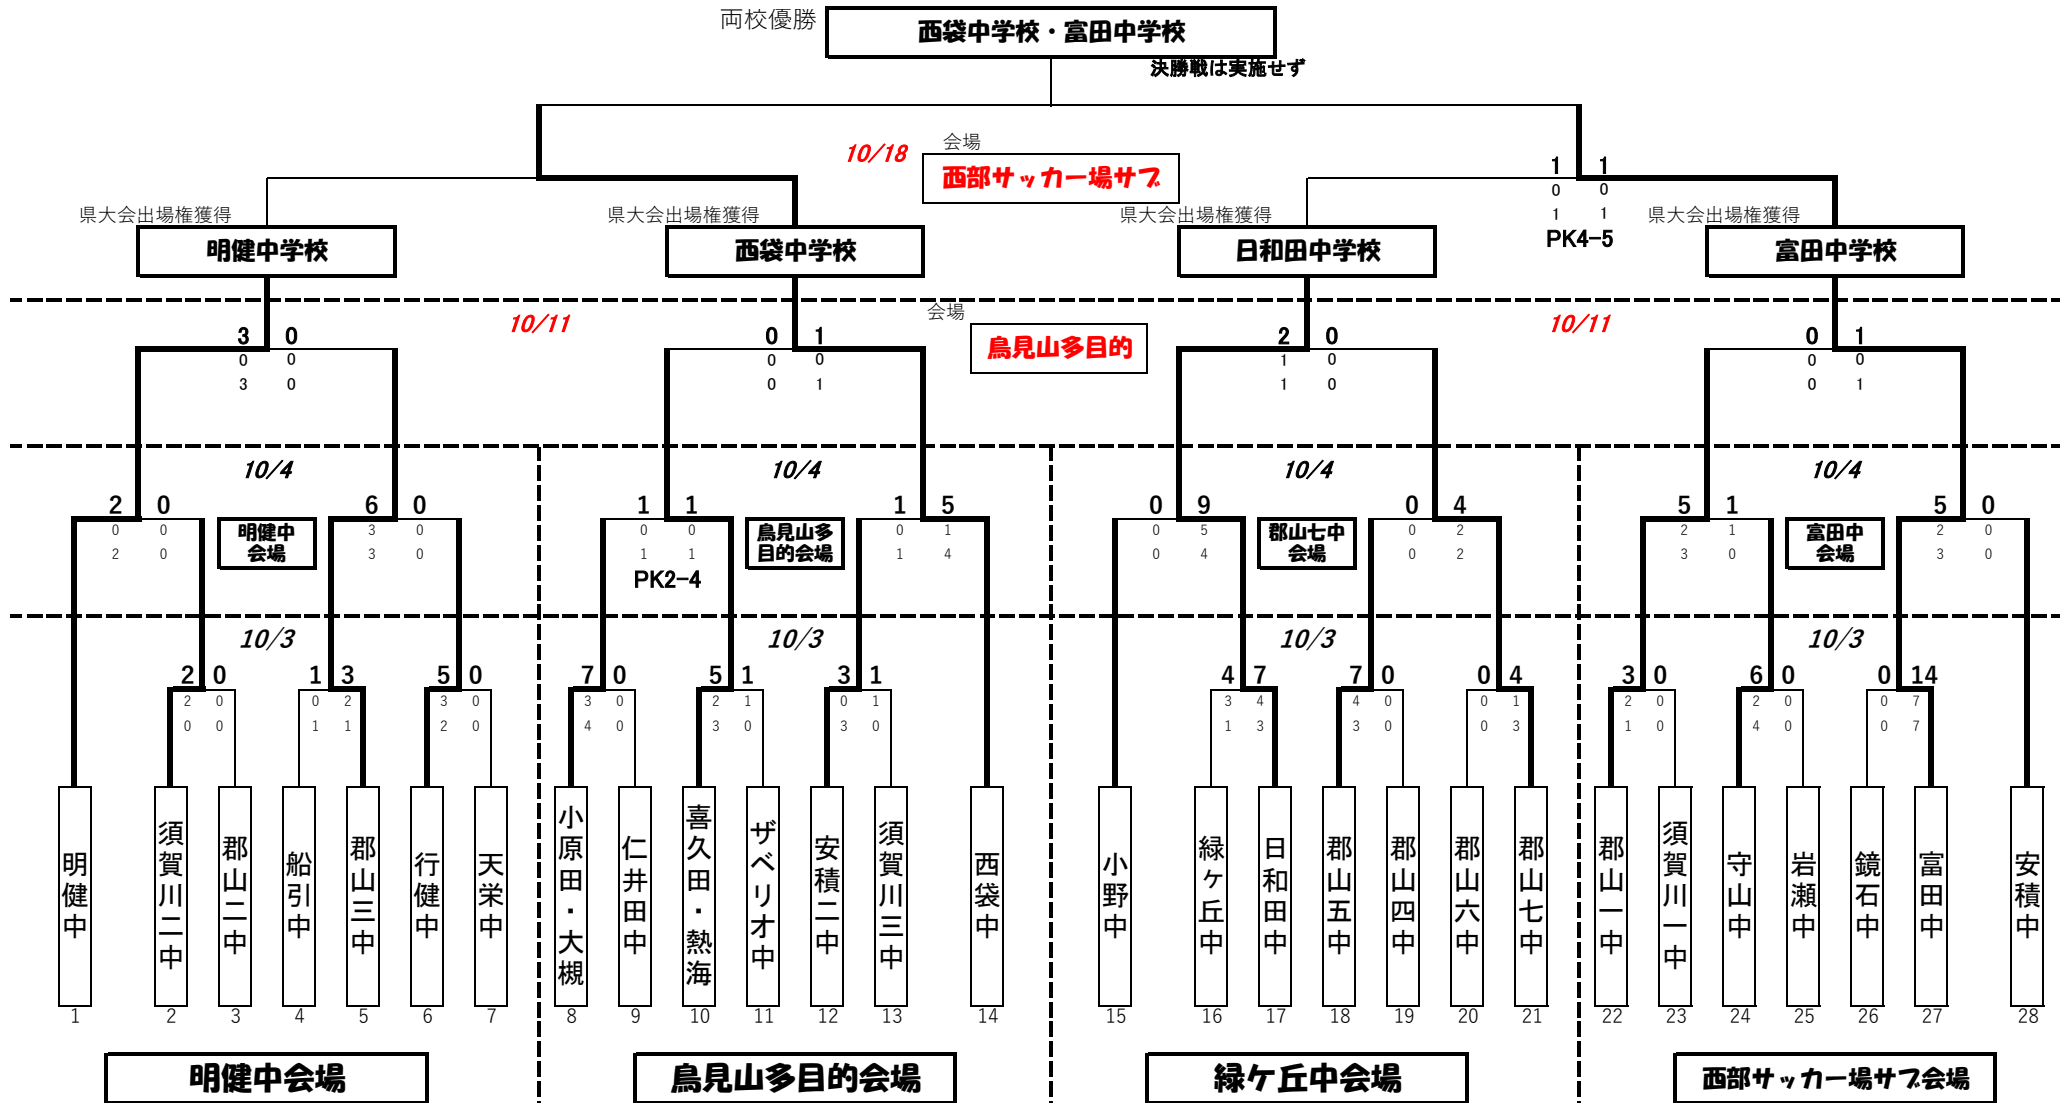 両校優勝
西袋中学校・富田中学校
決勝戦は実施せず
10/18
会場
西部サッカー場サブ
1 1
0 0
1 1
PK4-5
県大会出場権獲得
県大会出場権獲得
県大会出場権獲得
県大会出場権獲得
明健中学校
西袋中学校
日和田中学校
富田中学校
10/11
会場
鳥見山多目的
10/11
3 0
0 1
2 0
0 1
0 0
0 0
1 0
0 0
3 0
0 1
1 0
0 1
10/4
10/4
10/4
10/4
2 0
6 0
1 1
1 5
0 9
0 4
5 1
5 0
0 0
3 0
0 0
0 1
0 5
0 2
2 1
2 0
2 0
3 0
1 1
1 4
0 4
0 2
3 0
3 0
明健中
会場
鳥見山多
目的会場
郡山七中
会場
富田中
会場
PK2-4
10/3
10/3
10/3
10/3
2 0
1 3
5 0
7 0
5 1
3 1
4 7
7 0
0 4
3 0
6 0
0 14
2 0
0 2
3 0
3 0
2 1
0 1
3 4
4 0
0 1
2 0
2 0
0 7
0 0
1 1
2 0
4 0
3 0
3 0
1 3
3 0
0 3
1 0
4 0
0 7
明健中
須賀川二中
郡山二中
船引中
郡山三中
行健中
天栄中
小原田・大槻
仁井田中
喜久田・熱海
ザベリオ中
安積二中
須賀川三中
西袋中
小野中
緑ヶ丘中
日和田中
郡山五中
郡山四中
郡山六中
郡山七中
郡山一中
須賀川一中
守山中
岩瀬中
鏡石中
富田中
安積中
1 2 3 4 5 6 7 8 9 10 11 12 13 14 15 16 17 18 19 20 21 22 23 24 25 26 27 28
明健中会場
鳥見山多目的会場
緑ケ丘中会場
西部サッカー場サブ会場